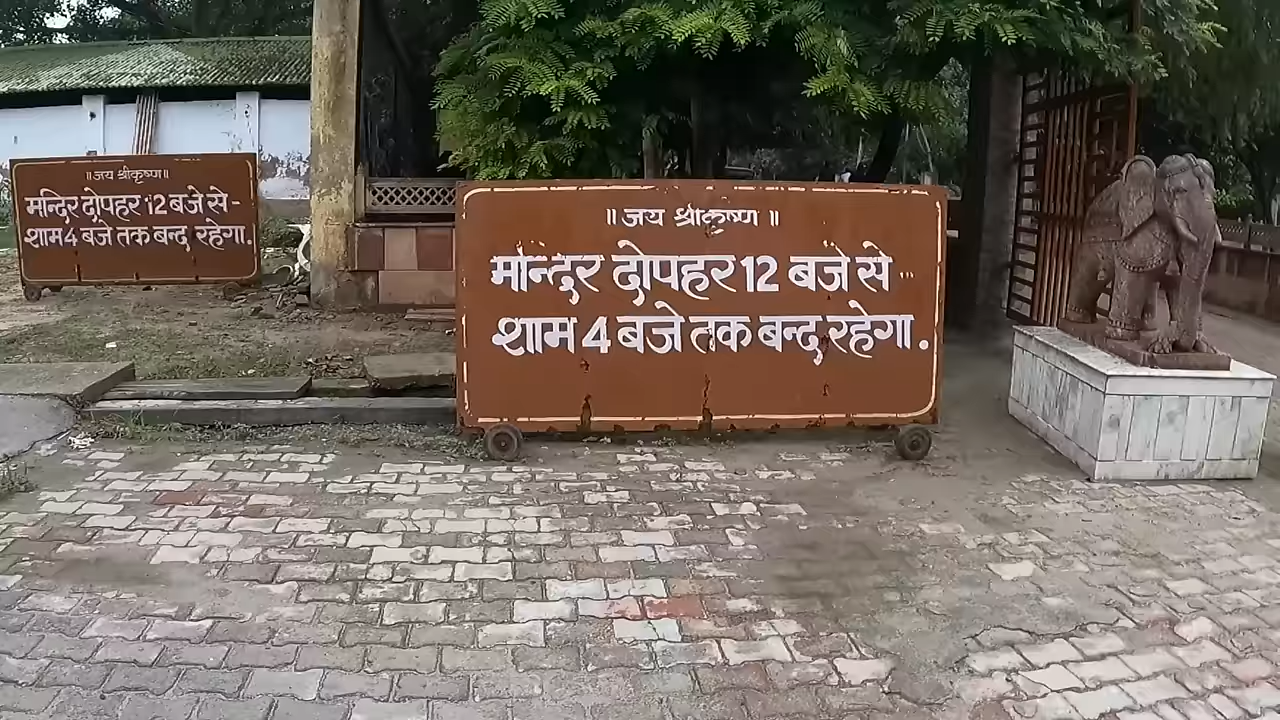 ॥ जय श्रीकृष्ण ॥
मन्दिर दोपहर 12 बजे से -
शाम 4 बजे तक बन्द रहेगा.
॥ जय श्रीकृष्ण ॥
मन्दिर दोपहर 12 बजे से --
शाम 4 बजे तक बन्द रहेगा.